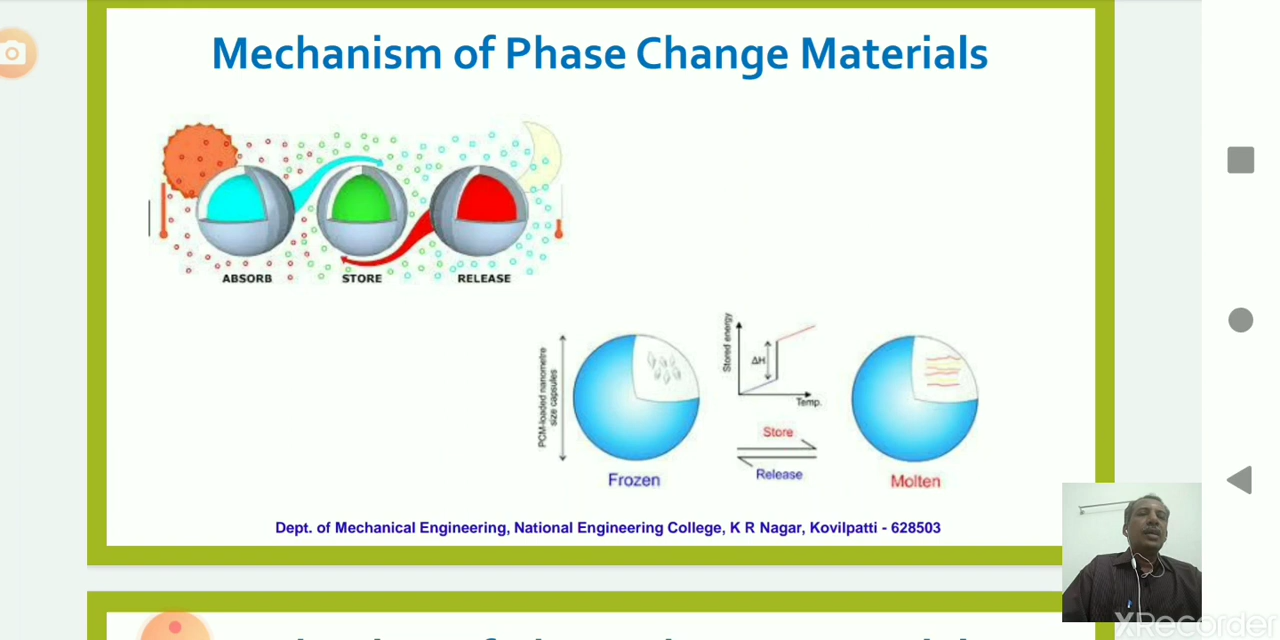 Mechanism of Phase Change Materials
ABSORB
STORE
RELEASE
PCM-loaded nanometre
size capsules
Stored energy
ΔH
Temp.
Store
Release
Frozen
Molten
Dept. of Mechanical Engineering, National Engineering College, K R Nagar, Kovilpatti - 628503
XRecorder